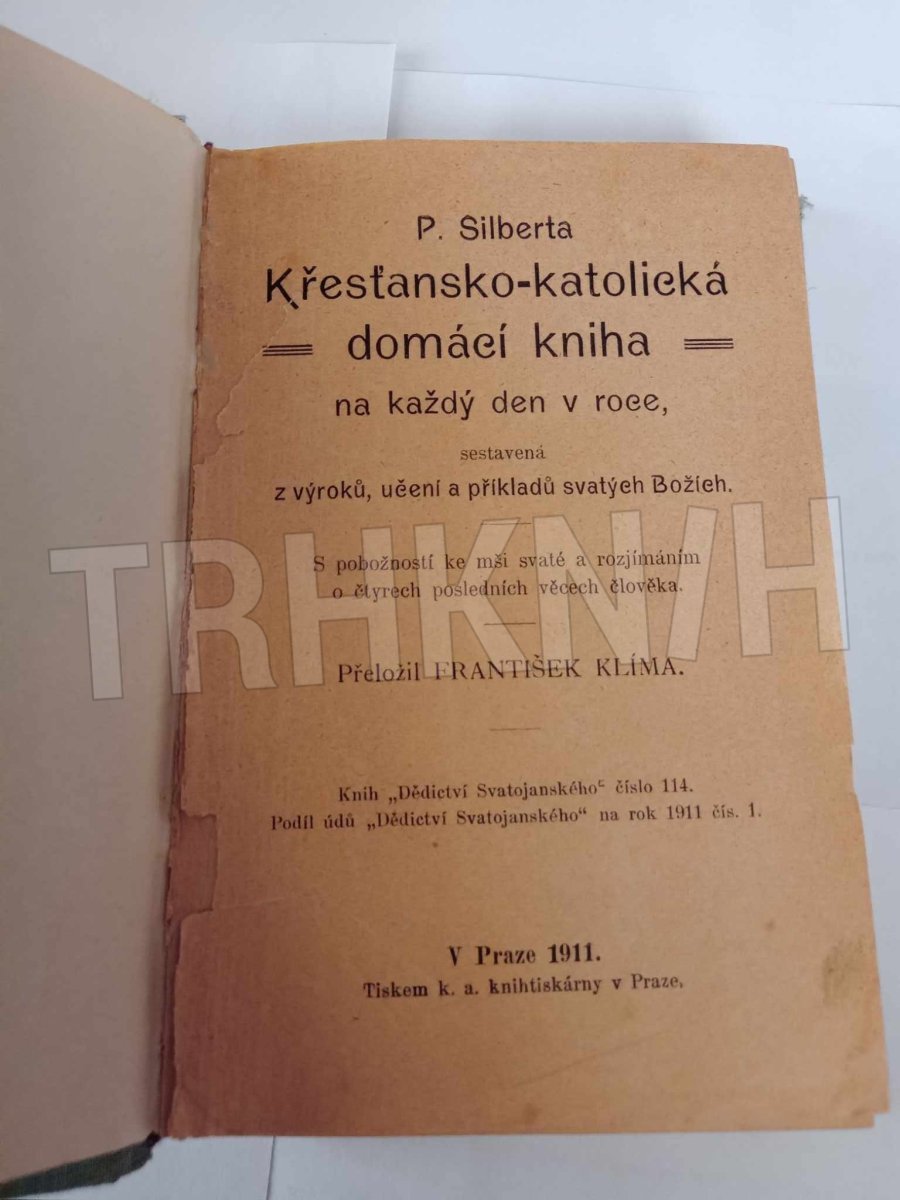 P. Silberta
Křesťansko-katolická
domácí kniha
na každý den v roce,
sestavená
z výroků, učení a příkladů svatých Božích.
S pobožností ke mši svaté a rozjímáním
o čtyrech posledních věcech člověka.
Přeložil FRANTIŠEK KLÍMA.
Knih „Dědictví Svatojanského“ číslo 114.
Podíl údů „Dědictví Svatojanského“ na rok 1911 čís. 1.
V Praze 1911.
Tiskem k. a. knihtiskárny v Praze.
TRHKNIH